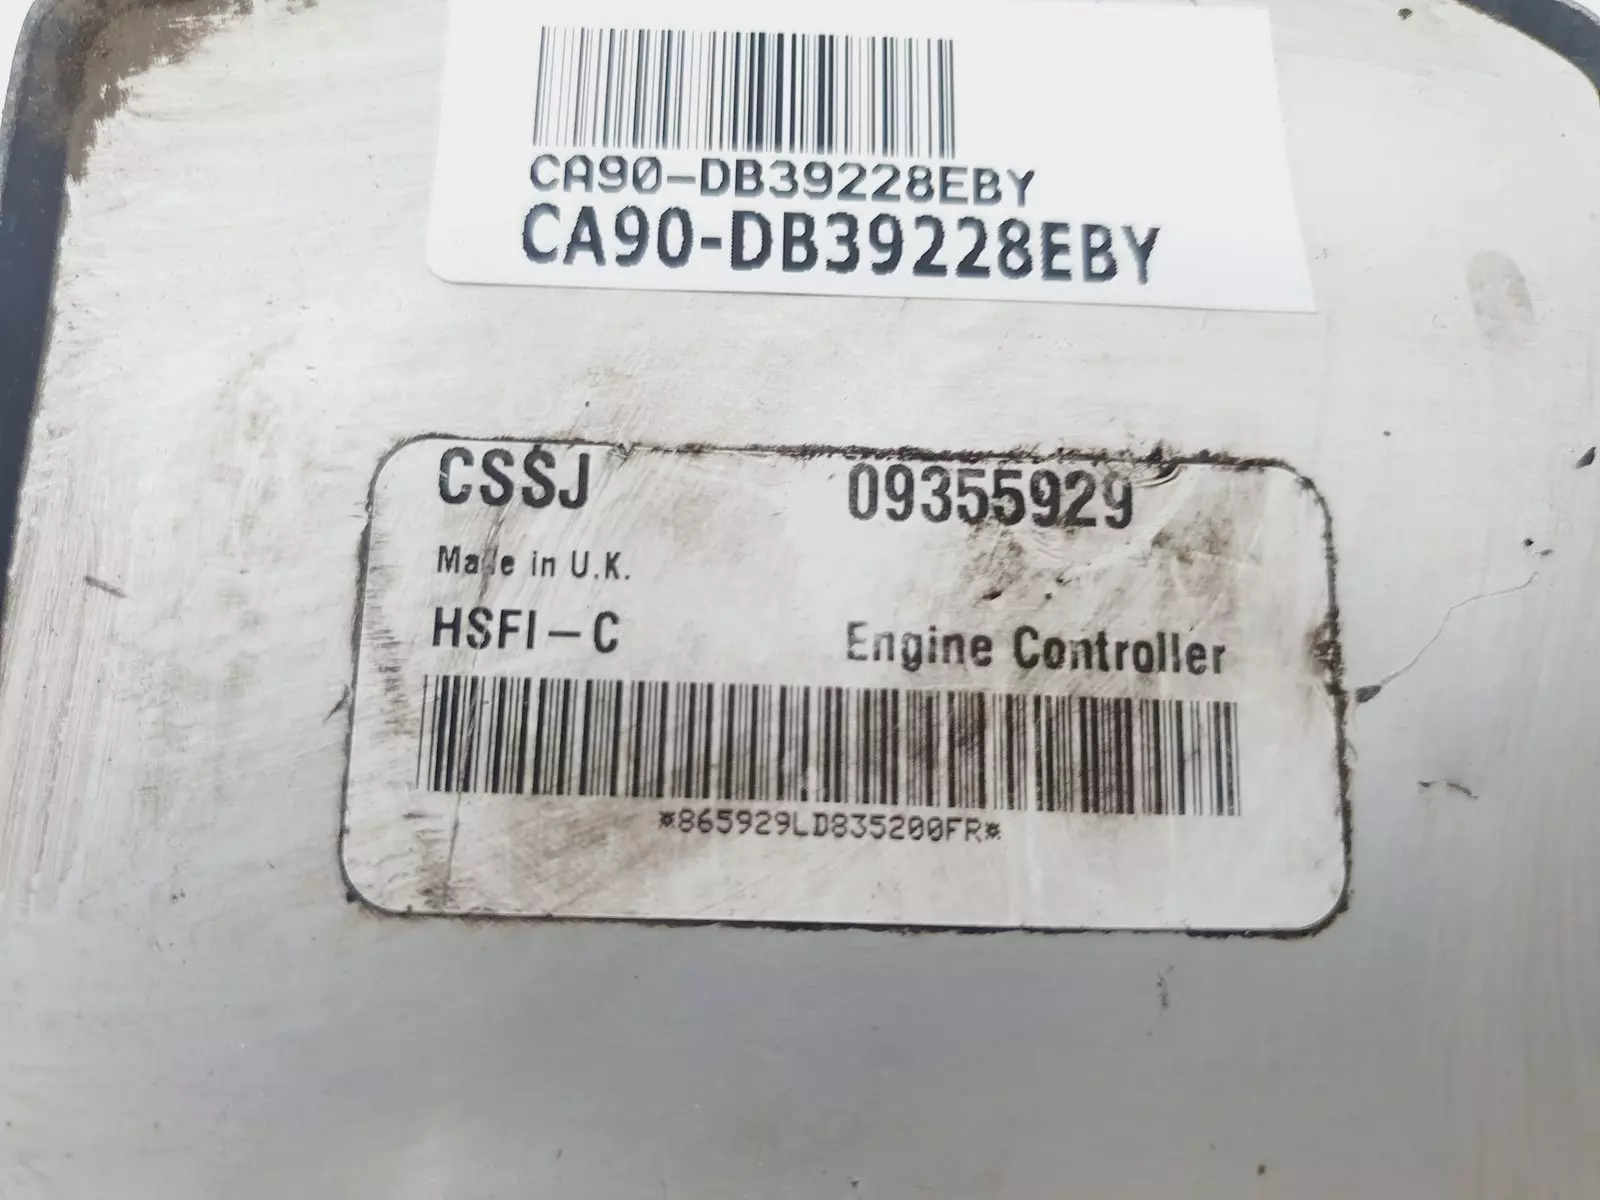 CA90-DB39228EBY
CA90-DB39228EBY
CSSJ 09355929
Made in U.K.
HSFI-C Engine Controller
*865929LD835200FR*